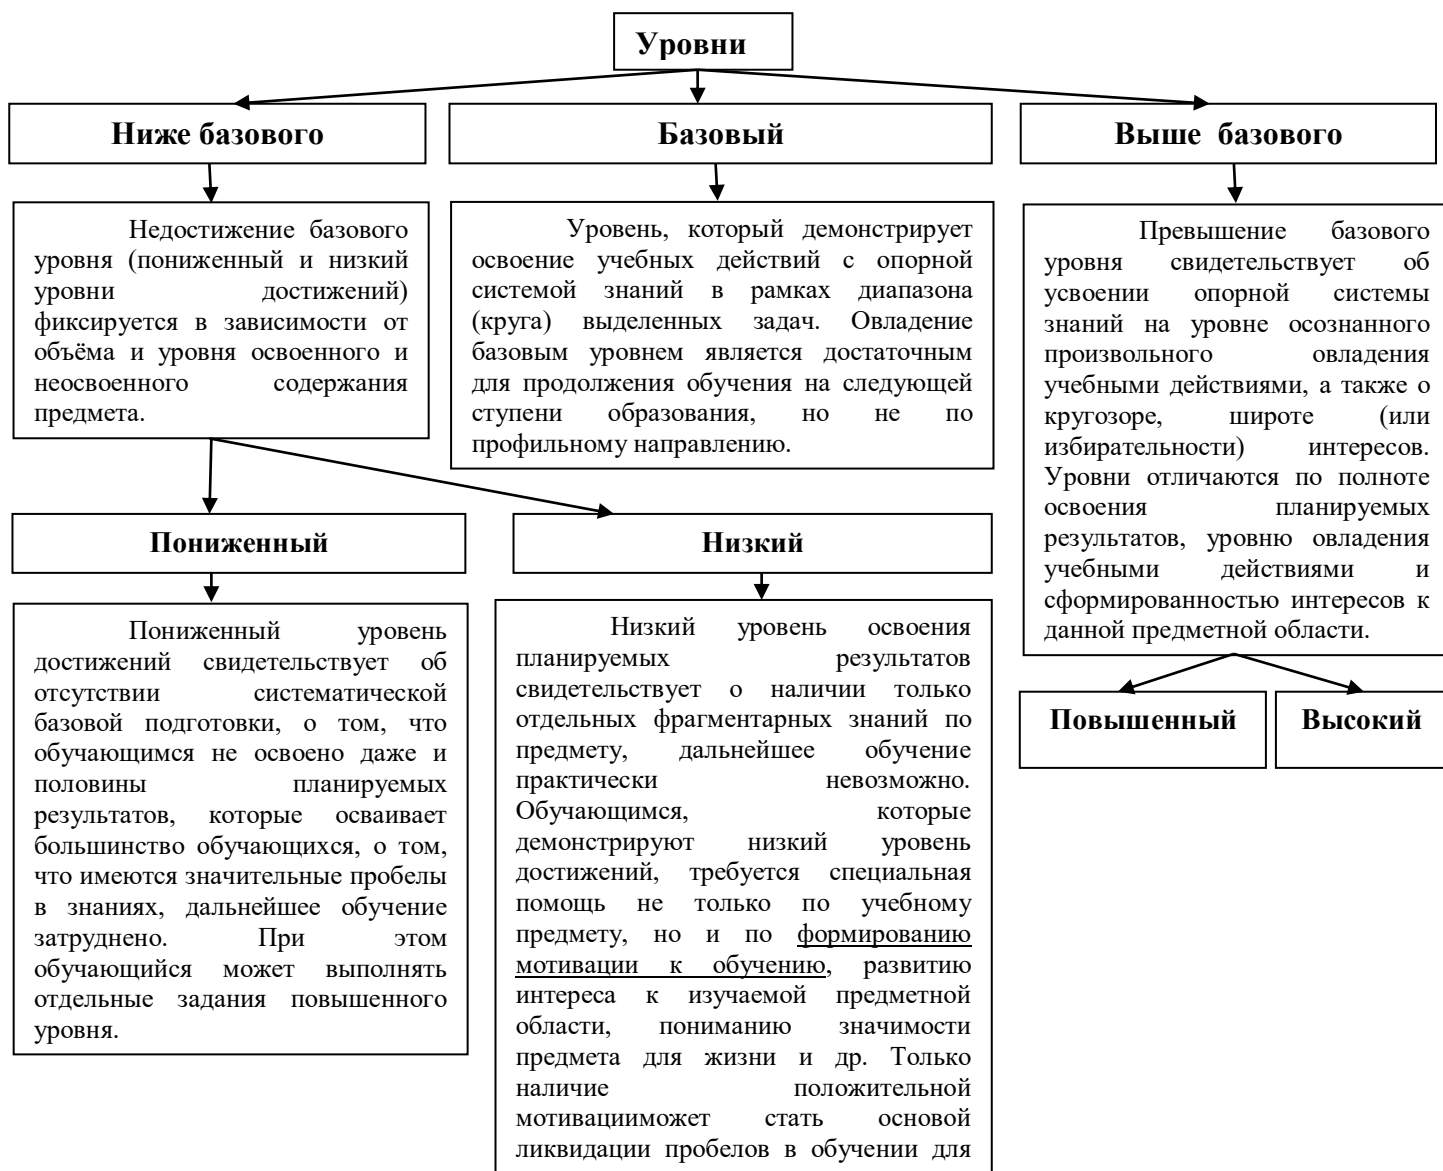 Уровни
Ниже базового
Базовый
Выше базового
Недостижение базового
уровня (пониженный и низкий
уровни достижений)
фиксируется в зависимости от
объёма и уровня освоенного и
неосвоенного содержания
предмета.
Уровень, который демонстрирует
освоение учебных действий с опорной
системой знаний в рамках диапазона
(круга) выделенных задач. Овладение
базовым уровнем является достаточным
для продолжения обучения на следующей
ступени образования, но не по
профильному направлению.
Превышение базового
уровня свидетельствует об
усвоении опорной системы
знаний на уровне осознанного
произвольного овладения
учебными действиями, а также о
кругозоре, широте (или
избирательности) интересов.
Уровни отличаются по полноте
освоения планируемых
результатов, уровню овладения
учебными действиями и
сформированностью интересов к
данной предметной области.
Пониженный
Низкий
Повышенный
Высокий
Пониженный уровень
достижений свидетельствует об
отсутствии систематической
базовой подготовки, о том, что
обучающимся не освоено даже и
половины планируемых
результатов, которые осваивает
большинство обучающихся, о том,
что имеются значительные пробелы
в знаниях, дальнейшее обучение
затруднено. При этом
обучающийся может выполнять
отдельные задания повышенного
уровня.
Низкий уровень освоения
планируемых результатов
свидетельствует о наличии только
отдельных фрагментарных знаний по
предмету, дальнейшее обучение
практически невозможно.
Обучающимся, которые
демонстрируют низкий уровень
достижений, требуется специальная
помощь не только по учебному
предмету, но и по формированию
мотивации к обучению, развитию
интереса к изучаемой предметной
области, пониманию значимости
предмета для жизни и др. Только
наличие положительной
мотивацииможет стать основой
ликвидации пробелов в обучении для